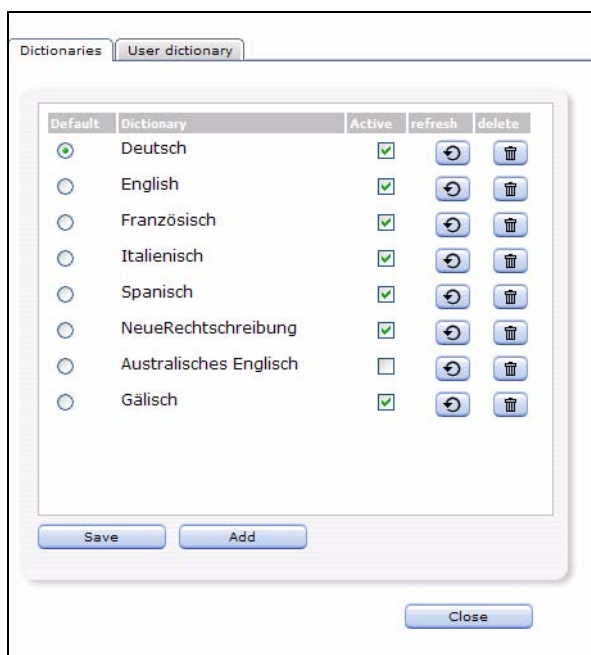 Dictionaries User dictionary
Default Dictionary Active refresh delete
Deutsch
English
Französisch
Italienisch
Spanisch
NeueRechtschreibung
Australisches Englisch
Gälisch
Save Add
Close